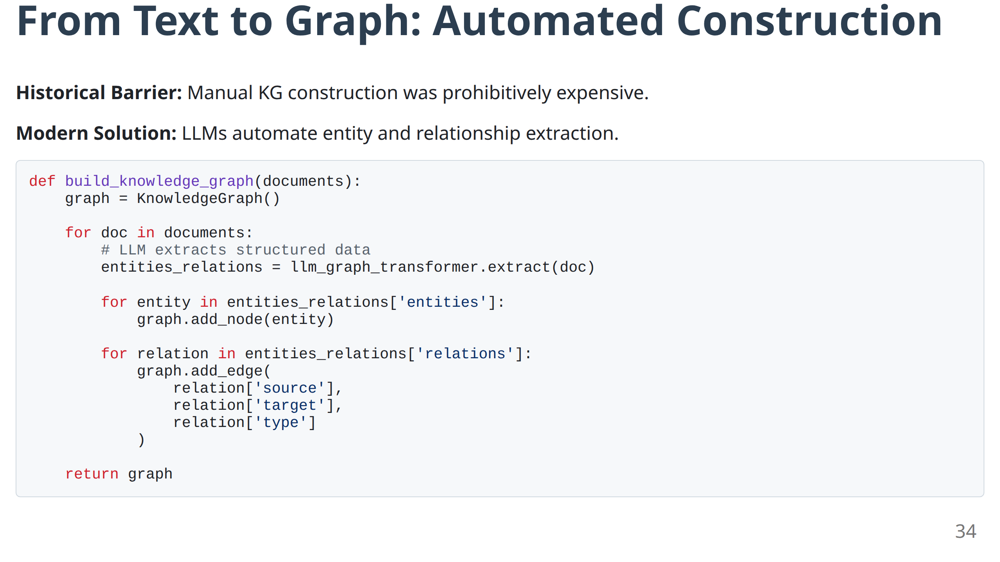 From Text to Graph: Automated Construction
Historical Barrier: Manual KG construction was prohibitively expensive.
Modern Solution: LLMs automate entity and relationship extraction.
def build_knowledge_graph(documents):
    graph = KnowledgeGraph()

    for doc in documents:
        # LLM extracts structured data
        entities_relations = llm_graph_transformer.extract(doc)

        for entity in entities_relations['entities']:
            graph.add_node(entity)

        for relation in entities_relations['relations']:
            graph.add_edge(
                relation['source'],
                relation['target'],
                relation['type']
            )

    return graph
34